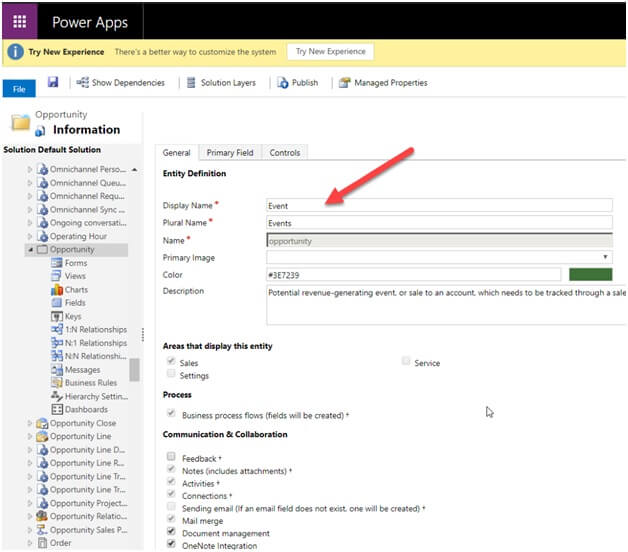 Power Apps
Try New Experience There's a better way to customize the system Try New Experience
File Show Dependencies Solution Layers Publish Managed Properties
Opportunity
Information
Solution Default Solution
Omnichannel Perso...
Omnichannel Queu...
Omnichannel Requ...
Omnichannel Sync ...
Ongoing conversati...
Operating Hour
Opportunity
Forms
Views
Charts
Fields
Keys
1:N Relationships
N:1 Relationships
N:N Relationshi...
Messages
Business Rules
Hierarchy Settin...
Dashboards
Opportunity Close
Opportunity Line
Opportunity Line D...
Opportunity Line R...
Opportunity Line T...
Opportunity Project...
Opportunity Relatio...
Opportunity Sales P...
Order
General Primary Field Controls
Entity Definition
Display Name * Event
Plural Name * Events
Name * opportunity
Primary Image
Color #3E7239
Description Potential revenue-generating event, or sale to an account, which needs to be tracked through a sale
Areas that display this entity
Sales Service
Settings
Process
Business process flows (fields will be created) +
Communication & Collaboration
Feedback +
Notes (includes attachments) +
Activities +
Connections +
Sending email (If an email field does not exist, one will be created) +
Mail merge
Document management
OneNote Integration